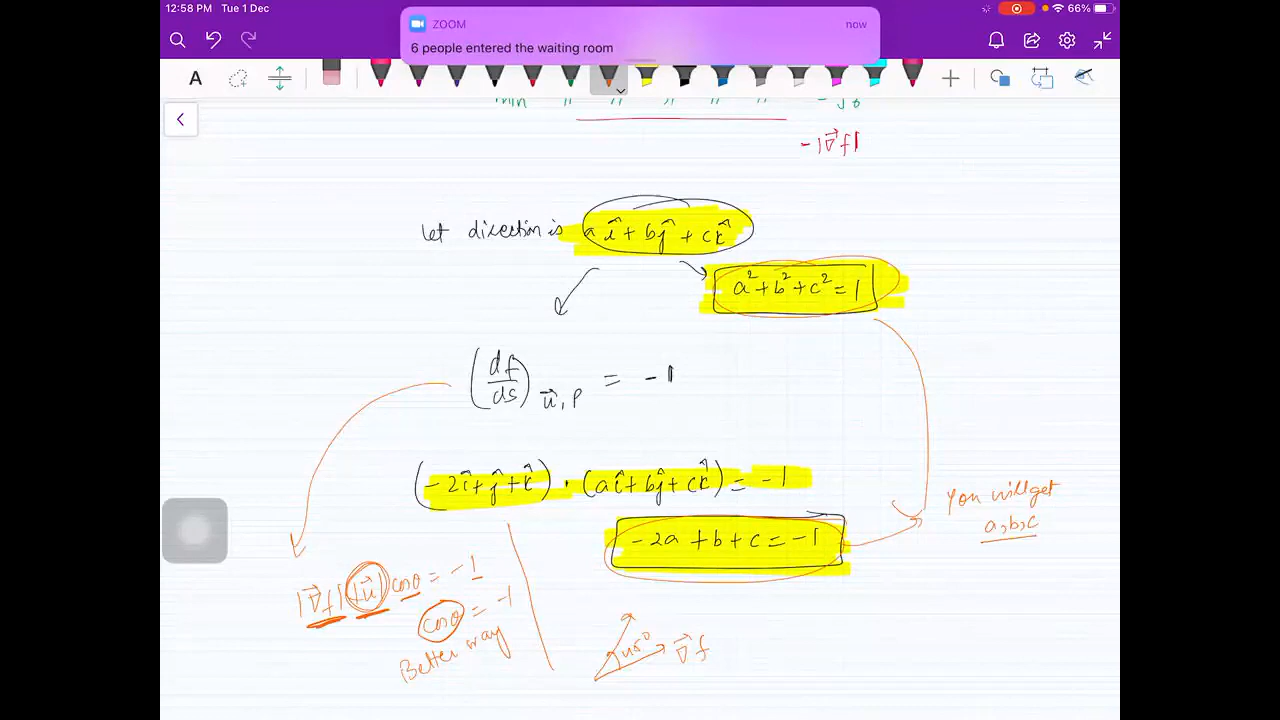 12:58 PM Tue 1 Dec
66%
ZOOM
now
6 people entered the waiting room
A
min " " " " " - √6
- |∇⃗f|
Let direction is aî + bĵ + ck̂
a² + b² + c² = 1
(df/ds) u⃗, P = -1
(-2î + ĵ + k̂) · (aî + bĵ + ck̂) = -1
-2a + b + c = -1
You will get
a, b, c
|∇⃗f| |u⃗| cosθ = -1
cosθ = -1
Better way
45°
∇⃗f